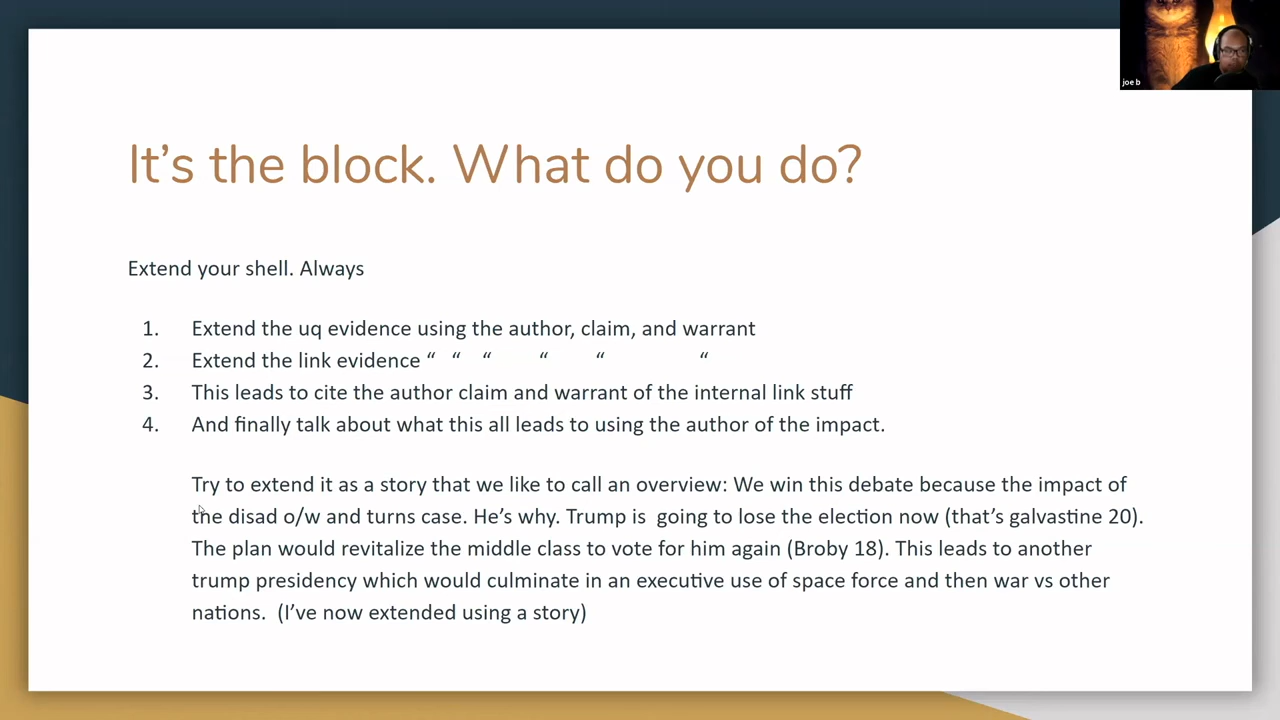 joe b
It's the block. What do you do?
Extend your shell. Always
1. Extend the uq evidence using the author, claim, and warrant
2. Extend the link evidence “ “ “ “ “ “
3. This leads to cite the author claim and warrant of the internal link stuff
4. And finally talk about what this all leads to using the author of the impact.
Try to extend it as a story that we like to call an overview: We win this debate because the impact of
the disad o/w and turns case. He's why. Trump is going to lose the election now (that's galvastine 20).
The plan would revitalize the middle class to vote for him again (Broby 18). This leads to another
trump presidency which would culminate in an executive use of space force and then war vs other
nations. (I've now extended using a story)